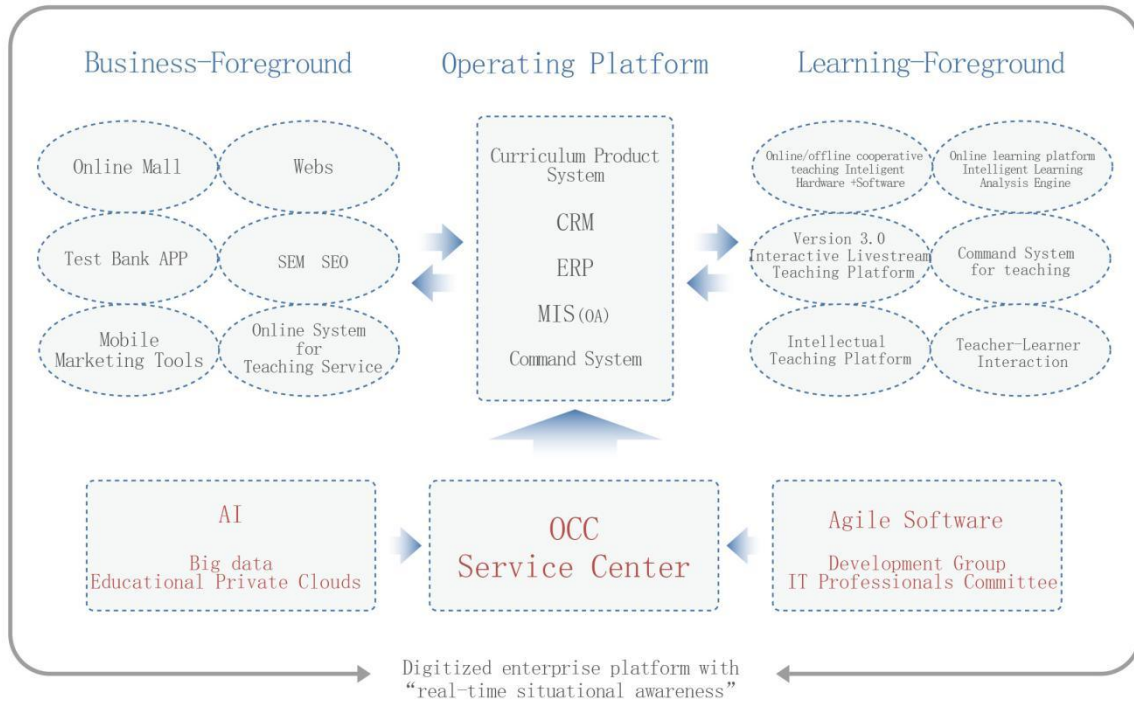 Business-Foreground
Operating Platform
Learning-Foreground
Online Mall
Webs
Test Bank APP
SEM SEO
Mobile
Marketing Tools
Online System
for
Teaching Service
Curriculum Product
System
CRM
ERP
MIS(OA)
Command System
Online/offline cooperative
teaching Inteligent
Hardware +Software
Online learning platform
Intelligent Learning
Analysis Engine
Version 3.0
Interactive Livestream
Teaching Platform
Command System
for teaching
Intellectual
Teaching Platform
Teacher-Learner
Interaction
AI
Big data
Educational Private Clouds
OCC
Service Center
Agile Software
Development Group
IT Professionals Committee
Digitized enterprise platform with
“real-time situational awareness”